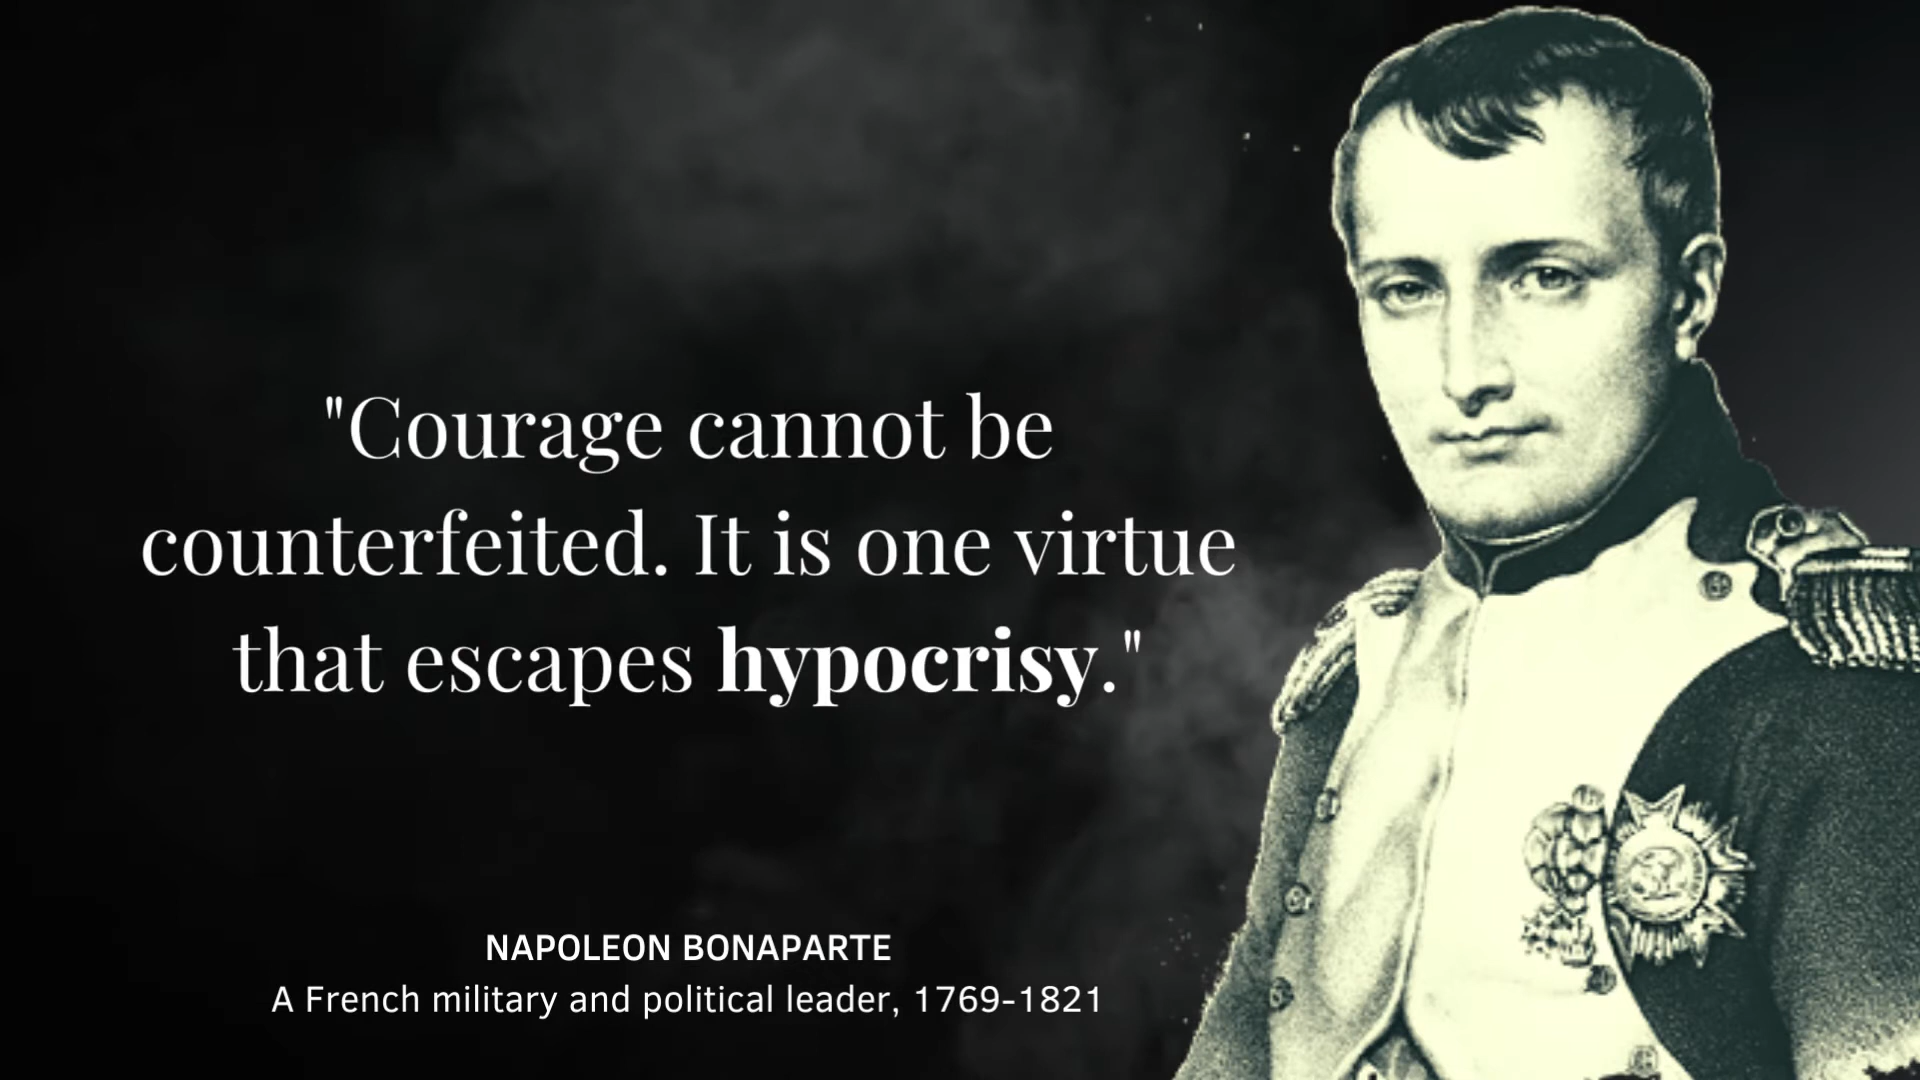 "Courage cannot be
counterfeited. It is one virtue
that escapes hypocrisy."
NAPOLEON BONAPARTE
A French military and political leader, 1769-1821